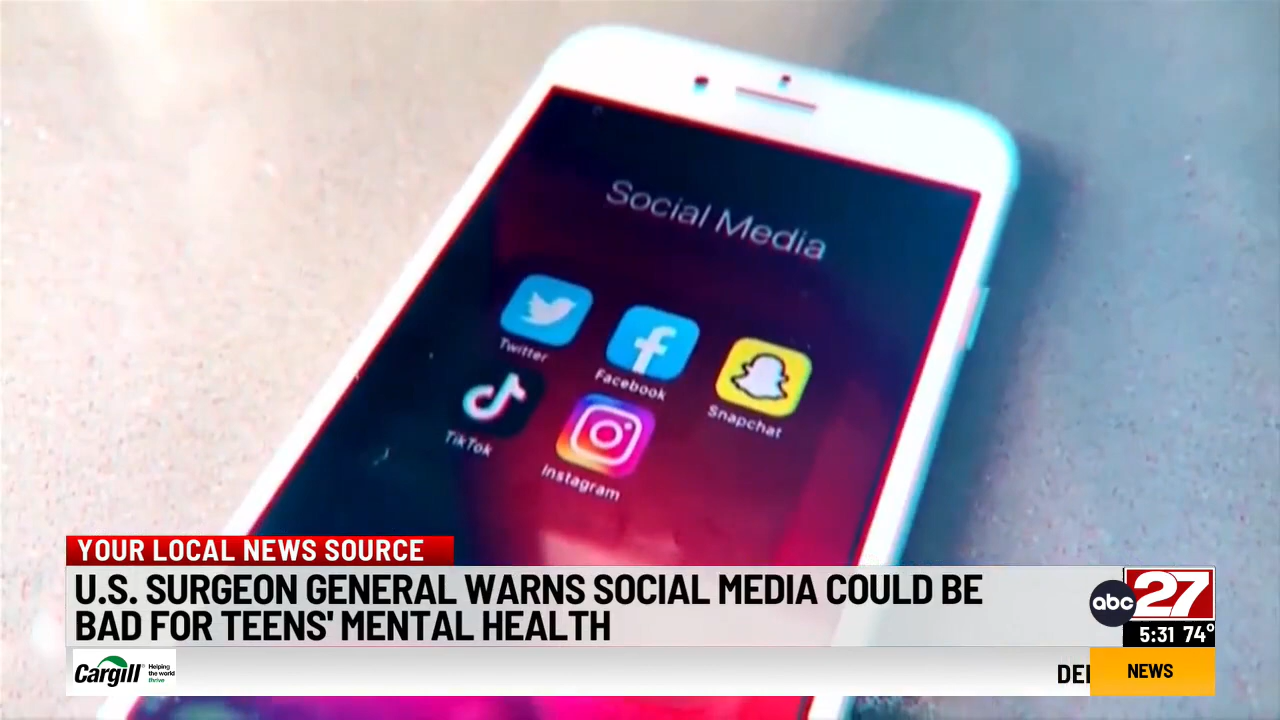 Social Media
Twitter
Facebook
Snapchat
TikTok
Instagram
YOUR LOCAL NEWS SOURCE
U.S. SURGEON GENERAL WARNS SOCIAL MEDIA COULD BE
BAD FOR TEENS' MENTAL HEALTH
abc 27
5:31 74°
Cargill
Helping
the world
thrive
NEWS